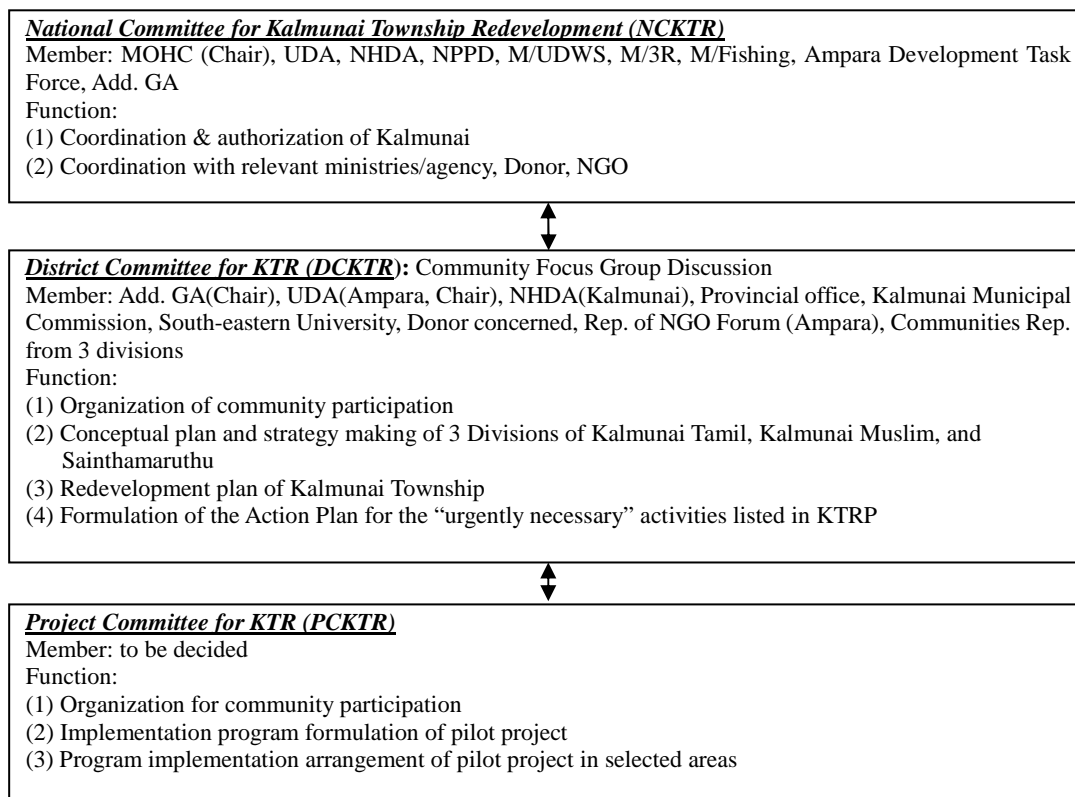 National Committee for Kalmunai Township Redevelopment (NCKTR)
Member: MOHC (Chair), UDA, NHDA, NPPD, M/UDWS, M/3R, M/Fishing, Ampara Development Task
Force, Add. GA
Function:
(1) Coordination & authorization of Kalmunai
(2) Coordination with relevant ministries/agency, Donor, NGO
District Committee for KTR (DCKTR): Community Focus Group Discussion
Member: Add. GA(Chair), UDA(Ampara, Chair), NHDA(Kalmunai), Provincial office, Kalmunai Municipal
Commission, South-eastern University, Donor concerned, Rep. of NGO Forum (Ampara), Communities Rep.
from 3 divisions
Function:
(1) Organization of community participation
(2) Conceptual plan and strategy making of 3 Divisions of Kalmunai Tamil, Kalmunai Muslim, and
Sainthamaruthu
(3) Redevelopment plan of Kalmunai Township
(4) Formulation of the Action Plan for the “urgently necessary” activities listed in KTRP
Project Committee for KTR (PCKTR)
Member: to be decided
Function:
(1) Organization for community participation
(2) Implementation program formulation of pilot project
(3) Program implementation arrangement of pilot project in selected areas